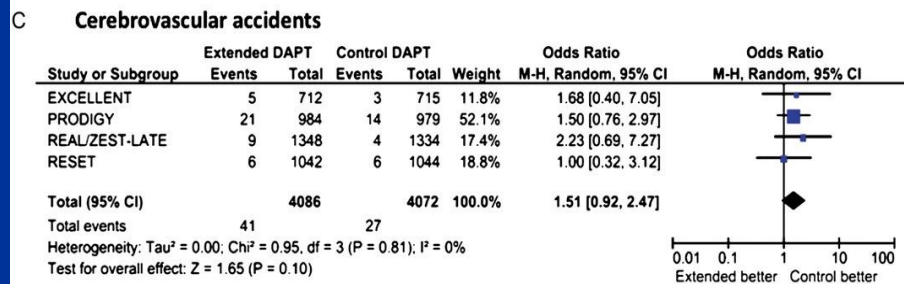 C Cerebrovascular accidents
Extended DAPT Control DAPT Odds Ratio Odds Ratio
Study or Subgroup Events Total Events Total Weight M-H, Random, 95% CI M-H, Random, 95% CI
EXCELLENT 5 712 3 715 11.8% 1.68 [0.40, 7.05]
PRODIGY 21 984 14 979 52.1% 1.50 [0.76, 2.97]
REAL/ZEST-LATE 9 1348 4 1334 17.4% 2.23 [0.69, 7.27]
RESET 6 1042 6 1044 18.8% 1.00 [0.32, 3.12]
Total (95% CI) 4086 4072 100.0% 1.51 [0.92, 2.47]
Total events 41 27
Heterogeneity: Tau² = 0.00; Chi² = 0.95, df = 3 (P = 0.81); I² = 0%
Test for overall effect: Z = 1.65 (P = 0.10)
0.01 0.1 1 10 100
Extended better Control better